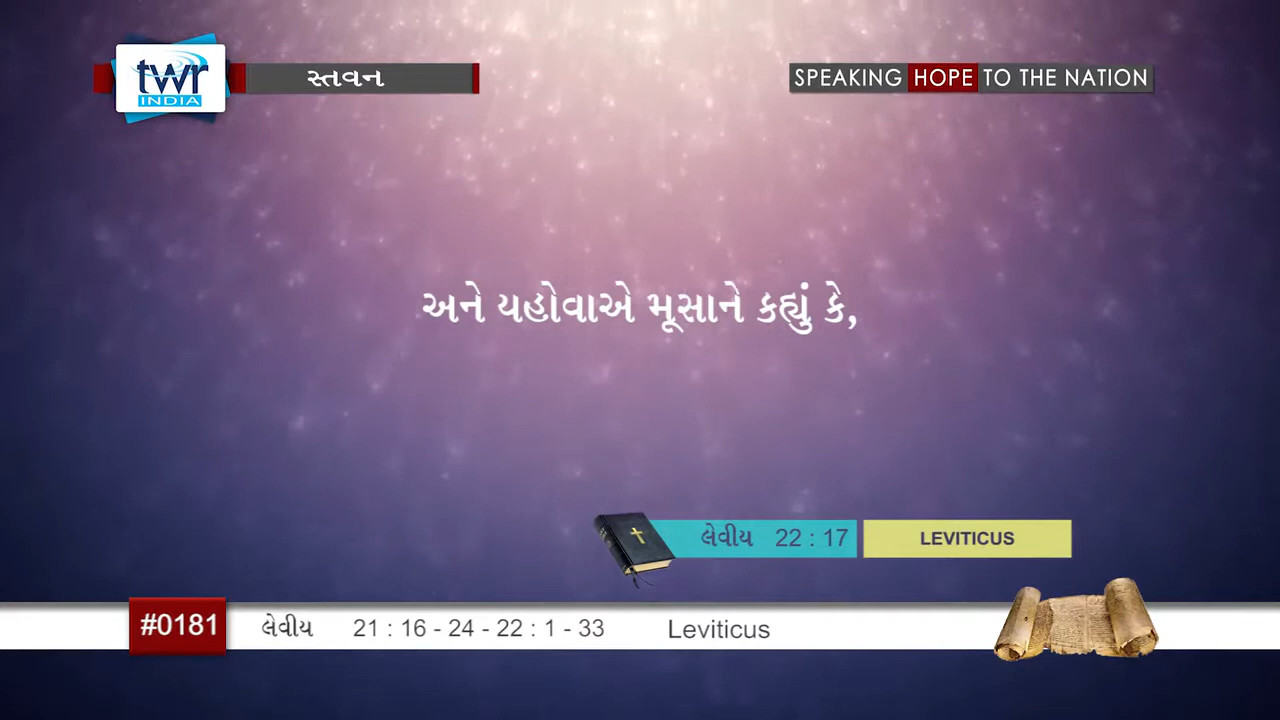 twr
INDIA
સ્તવન
SPEAKING HOPE TO THE NATION
અને યહોવાએ મૂસાને કહ્યું કે,
લેવીય 22 : 17
LEVITICUS
#0181
લેવીય 21 : 16 - 24 - 22 : 1 - 33 Leviticus